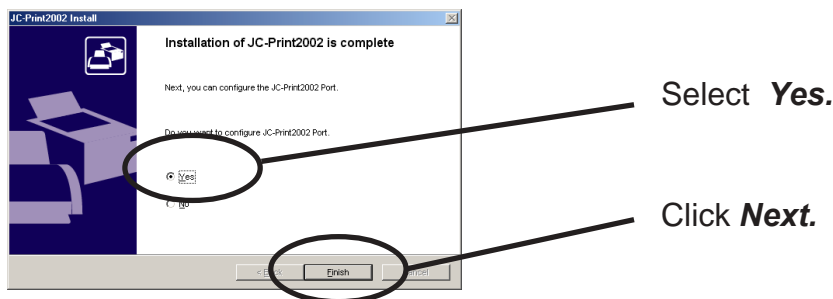 JC-Print2002 Install
Installation of JC-Print2002 is complete
Next, you can configure the JC-Print2002 Port.
Do you want to configure JC-Print2002 Port.
Select Yes.
Yes
No
Click Next.
< Back Finish Cancel